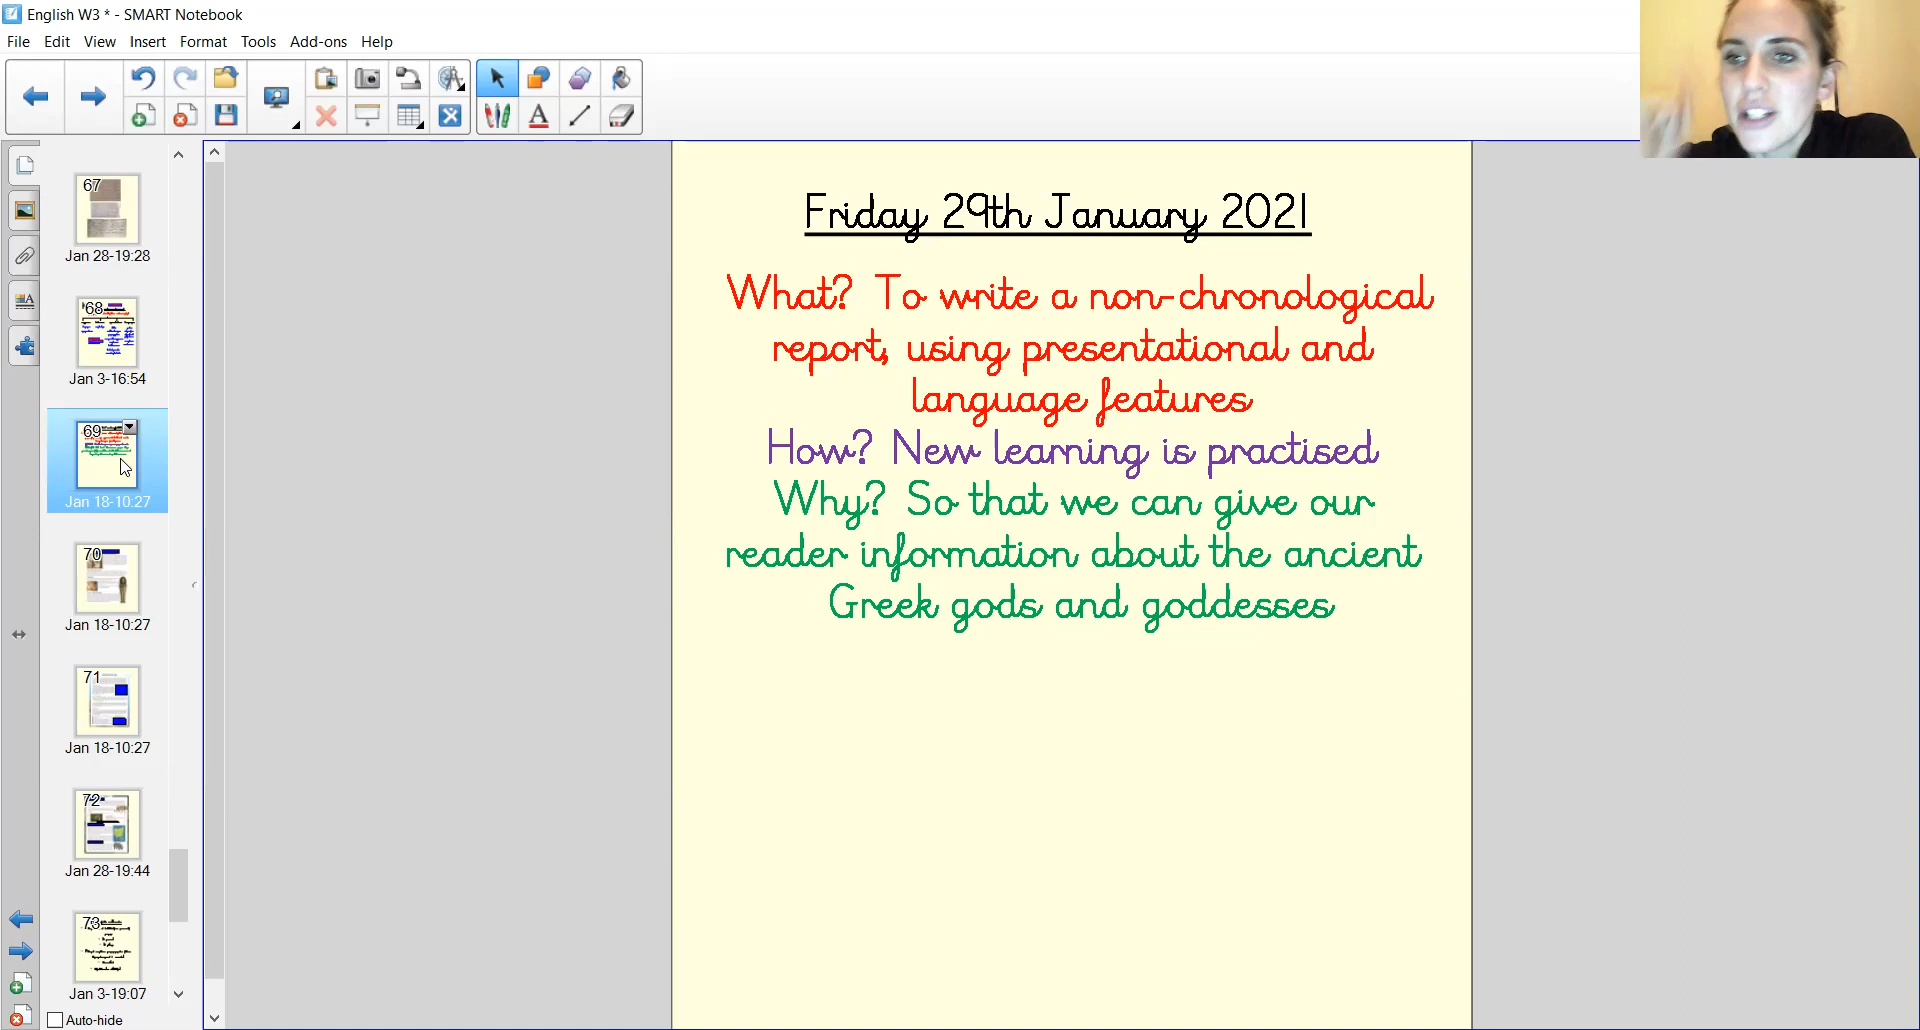 English W3 * - SMART Notebook
File Edit View Insert Format Tools Add-ons Help
67
Jan 28-19:28
68
Jan 3-16:54
69
Jan 18-10:27
70
Jan 18-10:27
71
Jan 18-10:27
72
Jan 28-19:44
73
Jan 3-19:07
Auto-hide
Friday 29th January 2021
What? To write a non-chronological
report, using presentational and
language features
How? New learning is practised
Why? So that we can give our
reader information about the ancient
Greek gods and goddesses